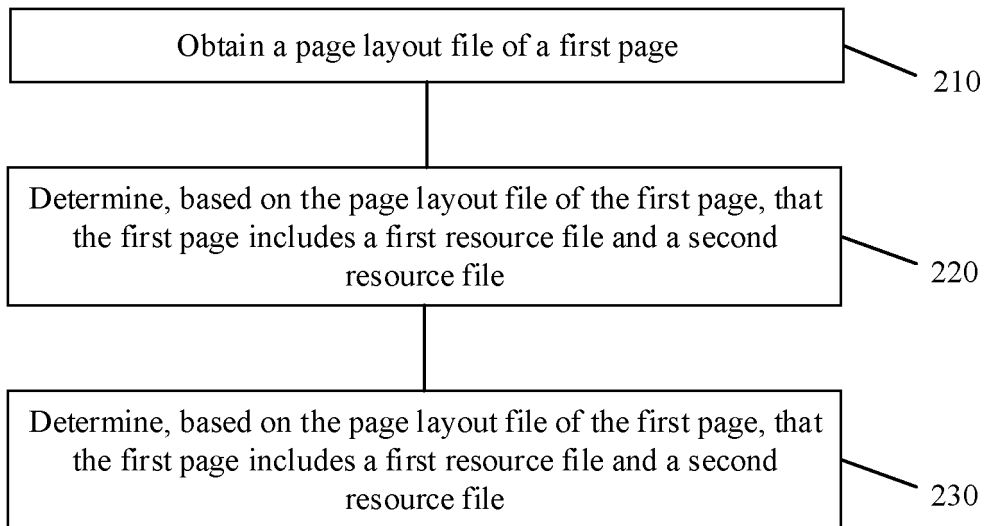 Obtain a page layout file of a first page
210
Determine, based on the page layout file of the first page, that
the first page includes a first resource file and a second
resource file
220
Determine, based on the page layout file of the first page, that
the first page includes a first resource file and a second
resource file
230